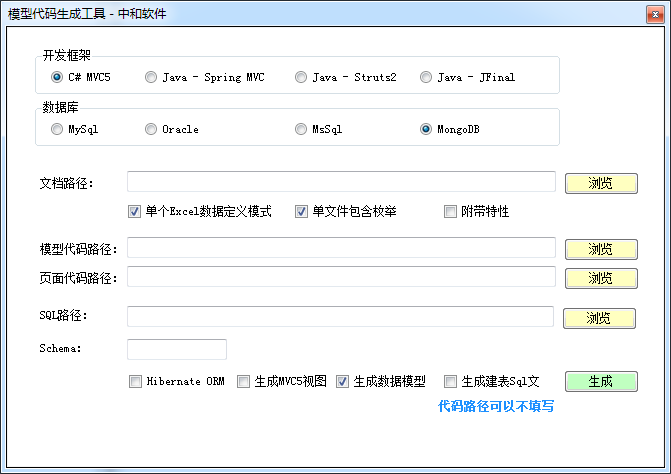 模型代码生成工具 - 中和软件
开发框架
C# MVC5 Java - Spring MVC Java - Struts2 Java - JFinal
数据库
MySql Oracle MsSql MongoDB
文档路径： 浏览
单个Excel数据定义模式 单文件包含枚举 附带特性
模型代码路径： 浏览
页面代码路径： 浏览
SQL路径： 浏览
Schema:
Hibernate ORM 生成MVC5视图 生成数据模型 生成建表Sql文 生成
代码路径可以不填写